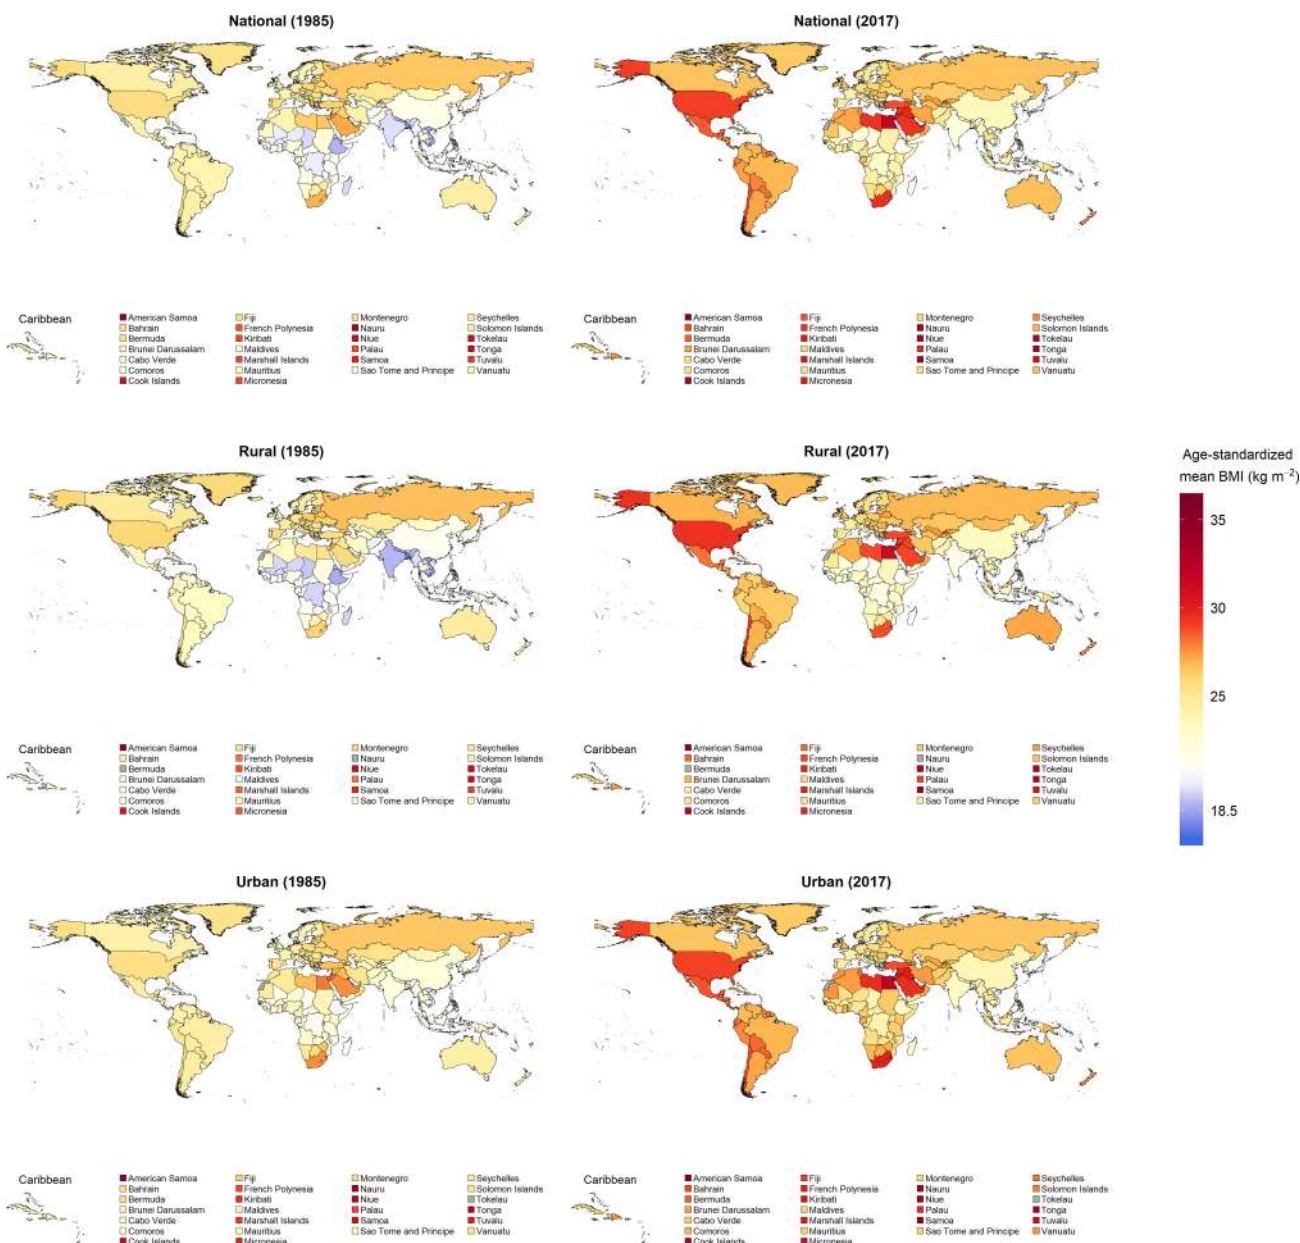 National (1985)
National (2017)
Caribbean
American Samoa
Bahrain
Bermuda
Brunei Darussalam
Cabo Verde
Comoros
Cook Islands
Fiji
French Polynesia
Kiribati
Maldives
Marshall Islands
Mauritius
Micronesia
Montenegro
Nauru
Niue
Palau
Samoa
Sao Tome and Principe
Seychelles
Solomon Islands
Tokelau
Tonga
Tuvalu
Vanuatu
Caribbean
American Samoa
Bahrain
Bermuda
Brunei Darussalam
Cabo Verde
Comoros
Cook Islands
Fiji
French Polynesia
Kiribati
Maldives
Marshall Islands
Mauritius
Micronesia
Montenegro
Nauru
Niue
Palau
Samoa
Sao Tome and Principe
Seychelles
Solomon Islands
Tokelau
Tonga
Tuvalu
Vanuatu
Rural (1985)
Rural (2017)
Caribbean
American Samoa
Bahrain
Bermuda
Brunei Darussalam
Cabo Verde
Comoros
Cook Islands
Fiji
French Polynesia
Kiribati
Maldives
Marshall Islands
Mauritius
Micronesia
Montenegro
Nauru
Niue
Palau
Samoa
Sao Tome and Principe
Seychelles
Solomon Islands
Tokelau
Tonga
Tuvalu
Vanuatu
Caribbean
American Samoa
Bahrain
Bermuda
Brunei Darussalam
Cabo Verde
Comoros
Cook Islands
Fiji
French Polynesia
Kiribati
Maldives
Marshall Islands
Mauritius
Micronesia
Montenegro
Nauru
Niue
Palau
Samoa
Sao Tome and Principe
Seychelles
Solomon Islands
Tokelau
Tonga
Tuvalu
Vanuatu
Age-standardized
mean BMI (kg m⁻²)
35
30
25
18.5
Urban (1985)
Urban (2017)
Caribbean
American Samoa
Bahrain
Bermuda
Brunei Darussalam
Cabo Verde
Comoros
Cook Islands
Fiji
French Polynesia
Kiribati
Maldives
Marshall Islands
Mauritius
Micronesia
Montenegro
Nauru
Niue
Palau
Samoa
Sao Tome and Principe
Seychelles
Solomon Islands
Tokelau
Tonga
Tuvalu
Vanuatu
Caribbean
American Samoa
Bahrain
Bermuda
Brunei Darussalam
Cabo Verde
Comoros
Cook Islands
Fiji
French Polynesia
Kiribati
Maldives
Marshall Islands
Mauritius
Micronesia
Montenegro
Nauru
Niue
Palau
Samoa
Sao Tome and Principe
Seychelles
Solomon Islands
Tokelau
Tonga
Tuvalu
Vanuatu